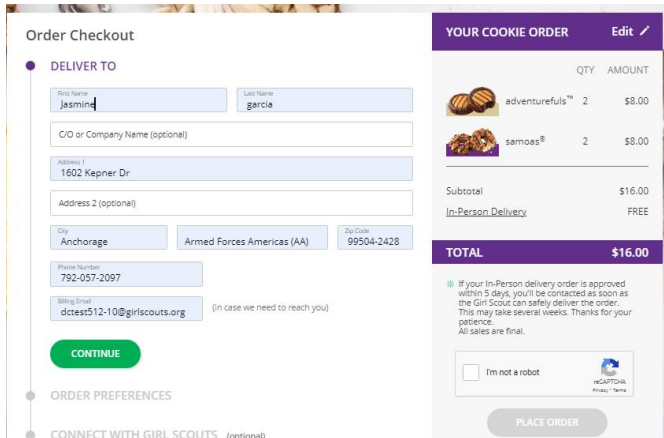 Order Checkout
DELIVER TO
First Name
Last Name
Jasmine
garcia
C/O or Company Name (optional)
Address 1
1602 Kepner Dr
Address 2 (optional)
City
Zip Code
Anchorage
Armed Forces Americas (AA)
99504-2428
Phone Number
792-057-2097
Billing Email
dctest512-10@girlscouts.org
(in case we need to reach you)
CONTINUE
ORDER PREFERENCES
CONNECT WITH GIRL SCOUTS (optional)
YOUR COOKIE ORDER Edit
QTY AMOUNT
adventurefuls™ 2 $8.00
samoas® 2 $8.00
Subtotal $16.00
In-Person Delivery FREE
TOTAL $16.00
If your In-Person delivery order is approved
within 5 days, you'll be contacted as soon as
the Girl Scout can safely deliver the order.
This may take several weeks. Thanks for your
patience.
All sales are final.
I'm not a robot
reCAPTCHA
Privacy - Terms
PLACE ORDER